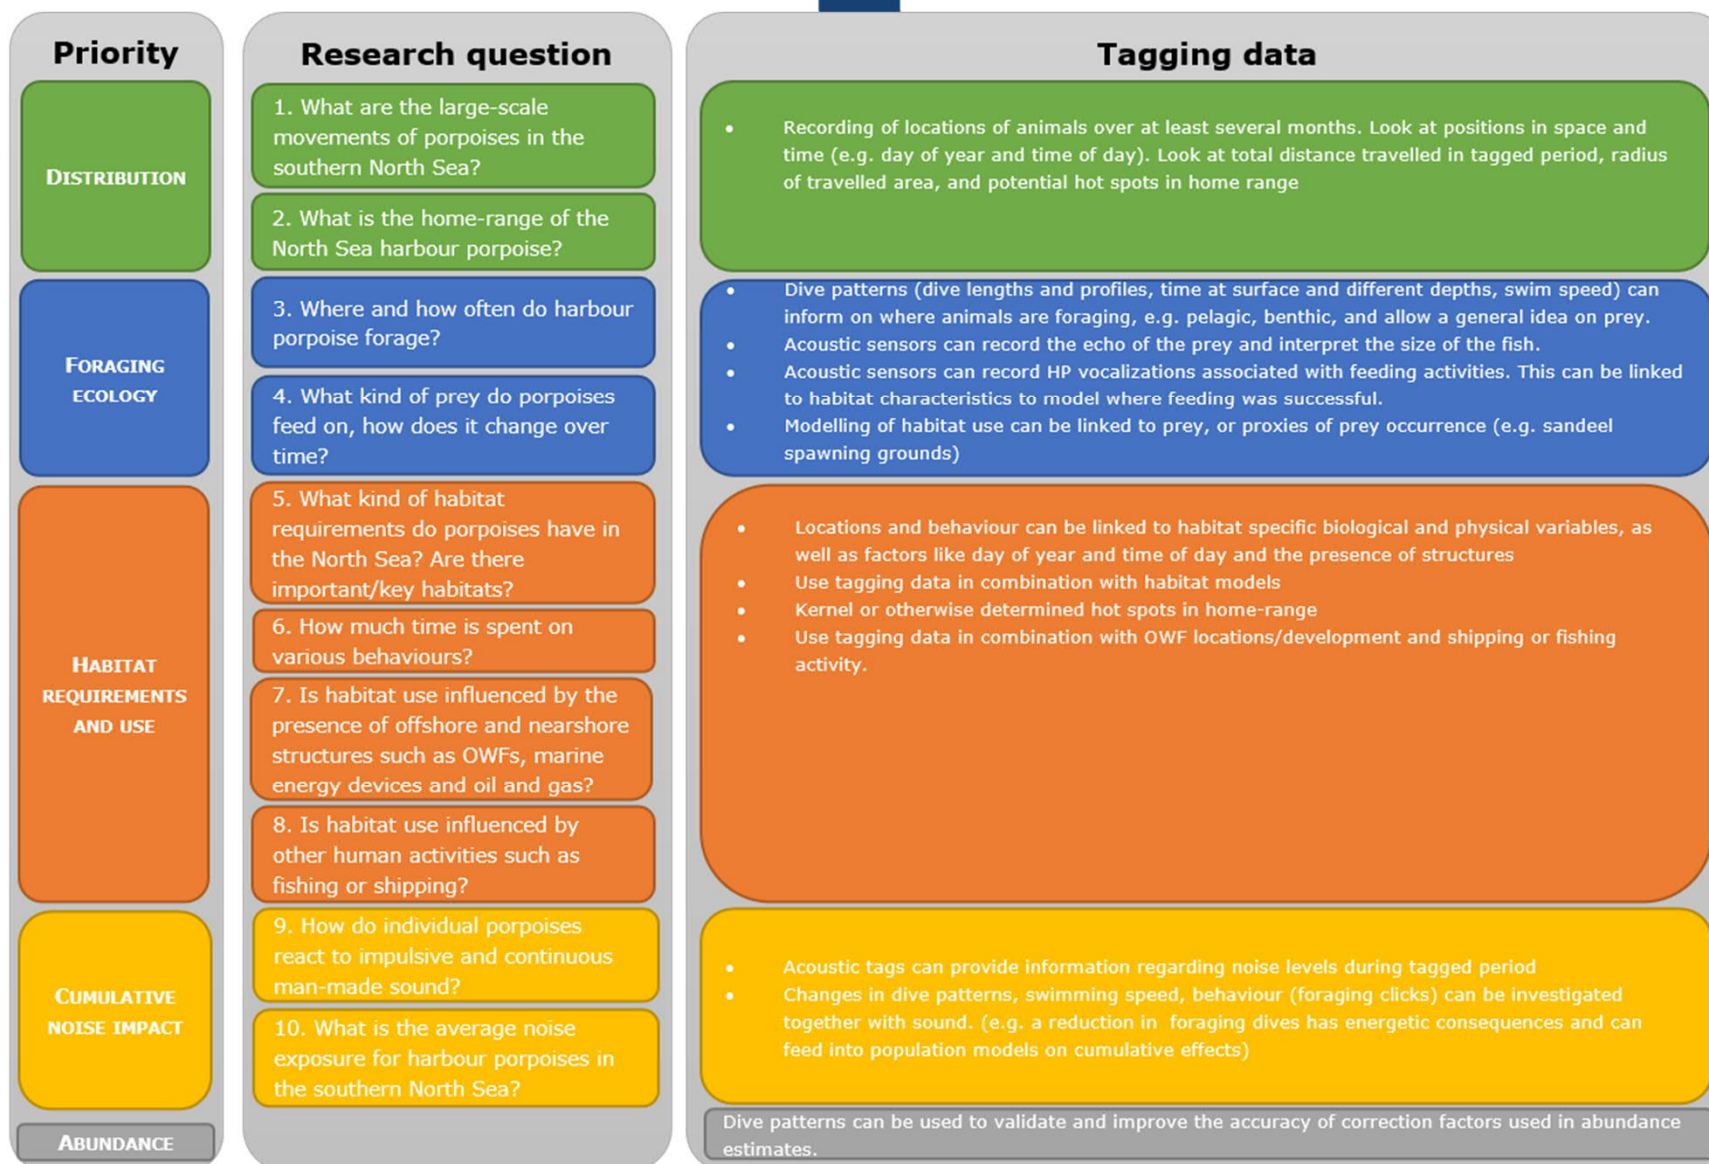 Priority
Research question
Tagging data
DISTRIBUTION
1. What are the large-scale
movements of porpoises in the
southern North Sea?
2. What is the home-range of the
North Sea harbour porpoise?
• Recording of locations of animals over at least several months. Look at positions in space and
time (e.g. day of year and time of day). Look at total distance travelled in tagged period, radius
of travelled area, and potential hot spots in home range
FORAGING
ECOLOGY
3. Where and how often do harbour
porpoise forage?
4. What kind of prey do porpoises
feed on, how does it change over
time?
• Dive patterns (dive lengths and profiles, time at surface and different depths, swim speed) can
inform on where animals are foraging, e.g. pelagic, benthic, and allow a general idea on prey.
• Acoustic sensors can record the echo of the prey and interpret the size of the fish.
• Acoustic sensors can record HP vocalizations associated with feeding activities. This can be linked
to habitat characteristics to model where feeding was successful.
• Modelling of habitat use can be linked to prey, or proxies of prey occurrence (e.g. sandeel
spawning grounds)
HABITAT
REQUIREMENTS
AND USE
5. What kind of habitat
requirements do porpoises have in
the North Sea? Are there
important/key habitats?
6. How much time is spent on
various behaviours?
7. Is habitat use influenced by the
presence of offshore and nearshore
structures such as OWFs, marine
energy devices and oil and gas?
8. Is habitat use influenced by
other human activities such as
fishing or shipping?
• Locations and behaviour can be linked to habitat specific biological and physical variables, as
well as factors like day of year and time of day and the presence of structures
• Use tagging data in combination with habitat models
• Kernel or otherwise determined hot spots in home-range
• Use tagging data in combination with OWF locations/development and shipping or fishing
activity.
CUMULATIVE
NOISE IMPACT
9. How do individual porpoises
react to impulsive and continuous
man-made sound?
10. What is the average noise
exposure for harbour porpoises in
the southern North Sea?
• Acoustic tags can provide information regarding noise levels during tagged period
• Changes in dive patterns, swimming speed, behaviour (foraging clicks) can be investigated
together with sound. (e.g. a reduction in foraging dives has energetic consequences and can
feed into population models on cumulative effects)
ABUNDANCE
Dive patterns can be used to validate and improve the accuracy of correction factors used in abundance
estimates.